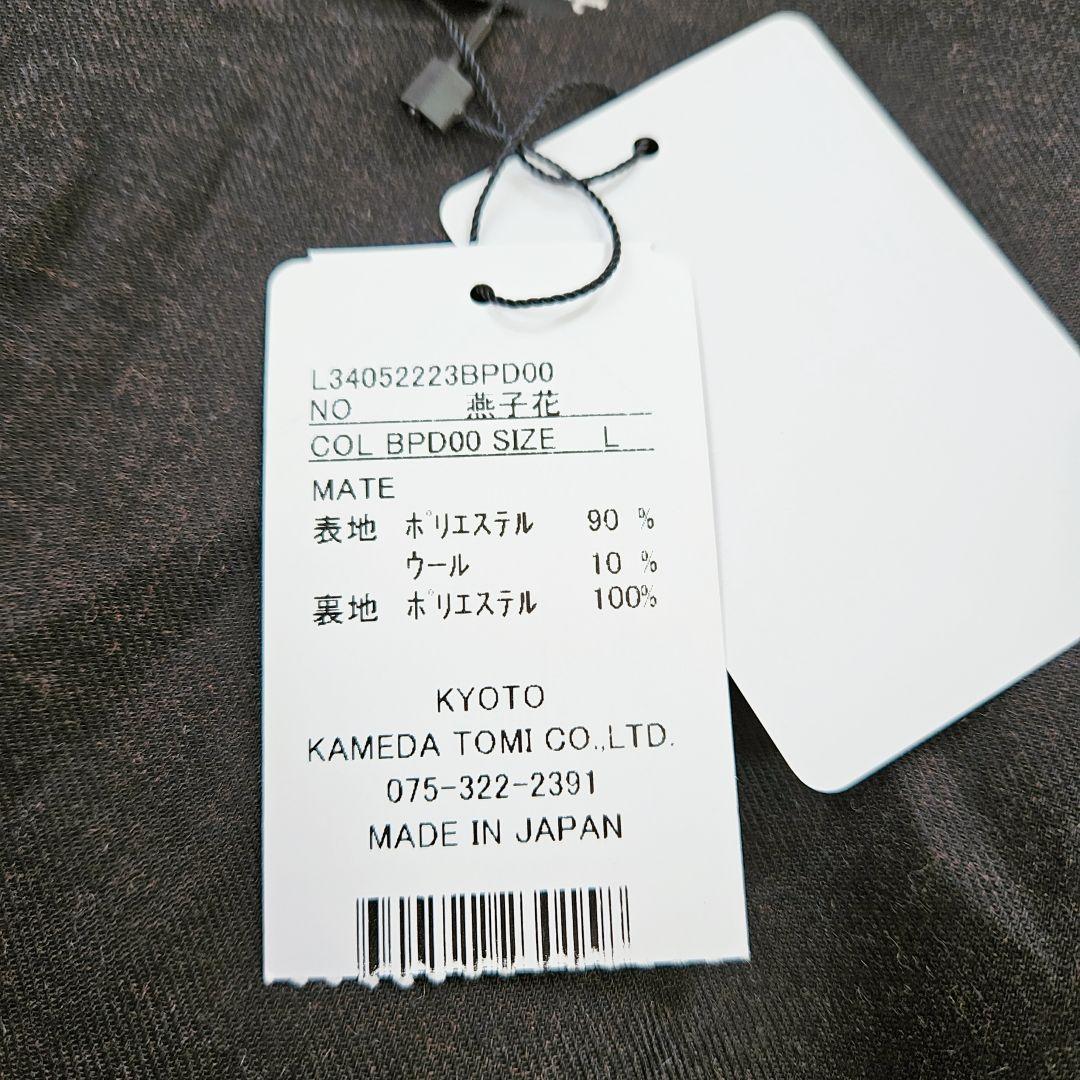 L34052223BPD00
NO 燕子花
COL BPD00 SIZE L
MATE
表地 ポリエステル 90 %
ウール 10 %
裏地 ポリエステル 100%
KYOTO
KAMEDA TOMI CO.,LTD.
075-322-2391
MADE IN JAPAN